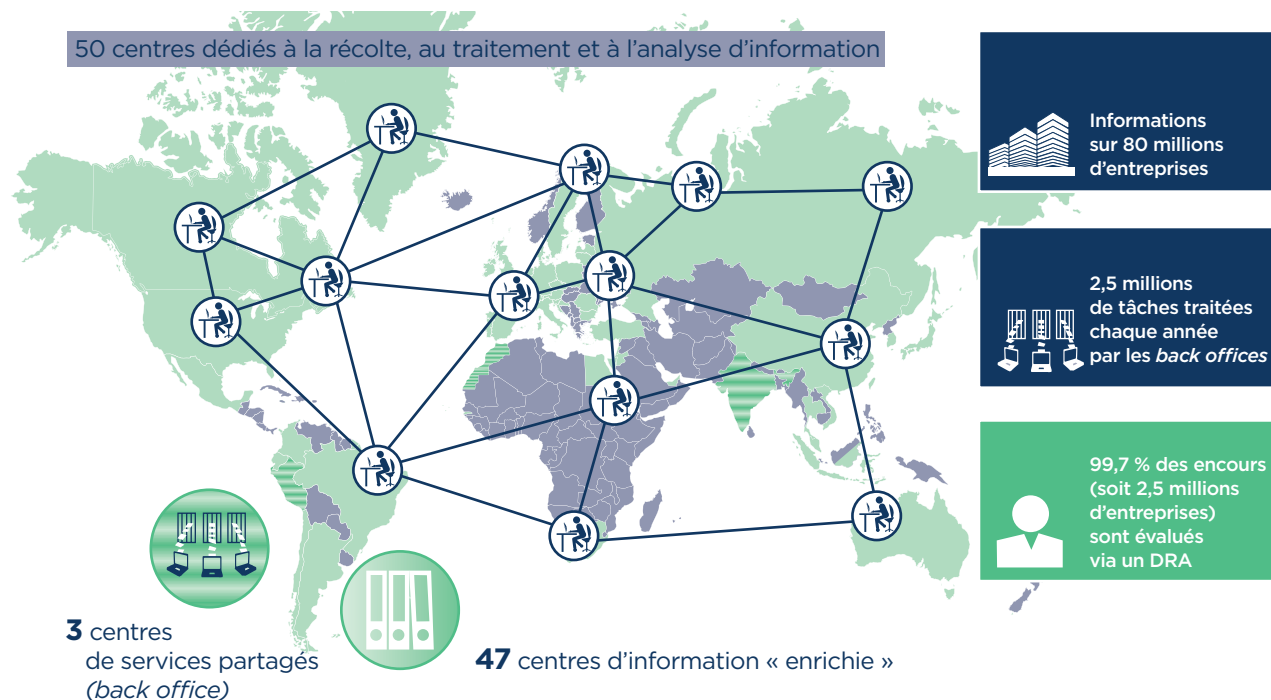 50 centres dédiés à la récolte, au traitement et à l’analyse d’information
Informations
sur 80 millions
d’entreprises
2,5 millions
de tâches traitées
chaque année
par les back offices
99,7 % des encours
(soit 2,5 millions
d’entreprises)
sont évalués
via un DRA
3 centres
de services partagés
(back office)
47 centres d’information « enrichie »